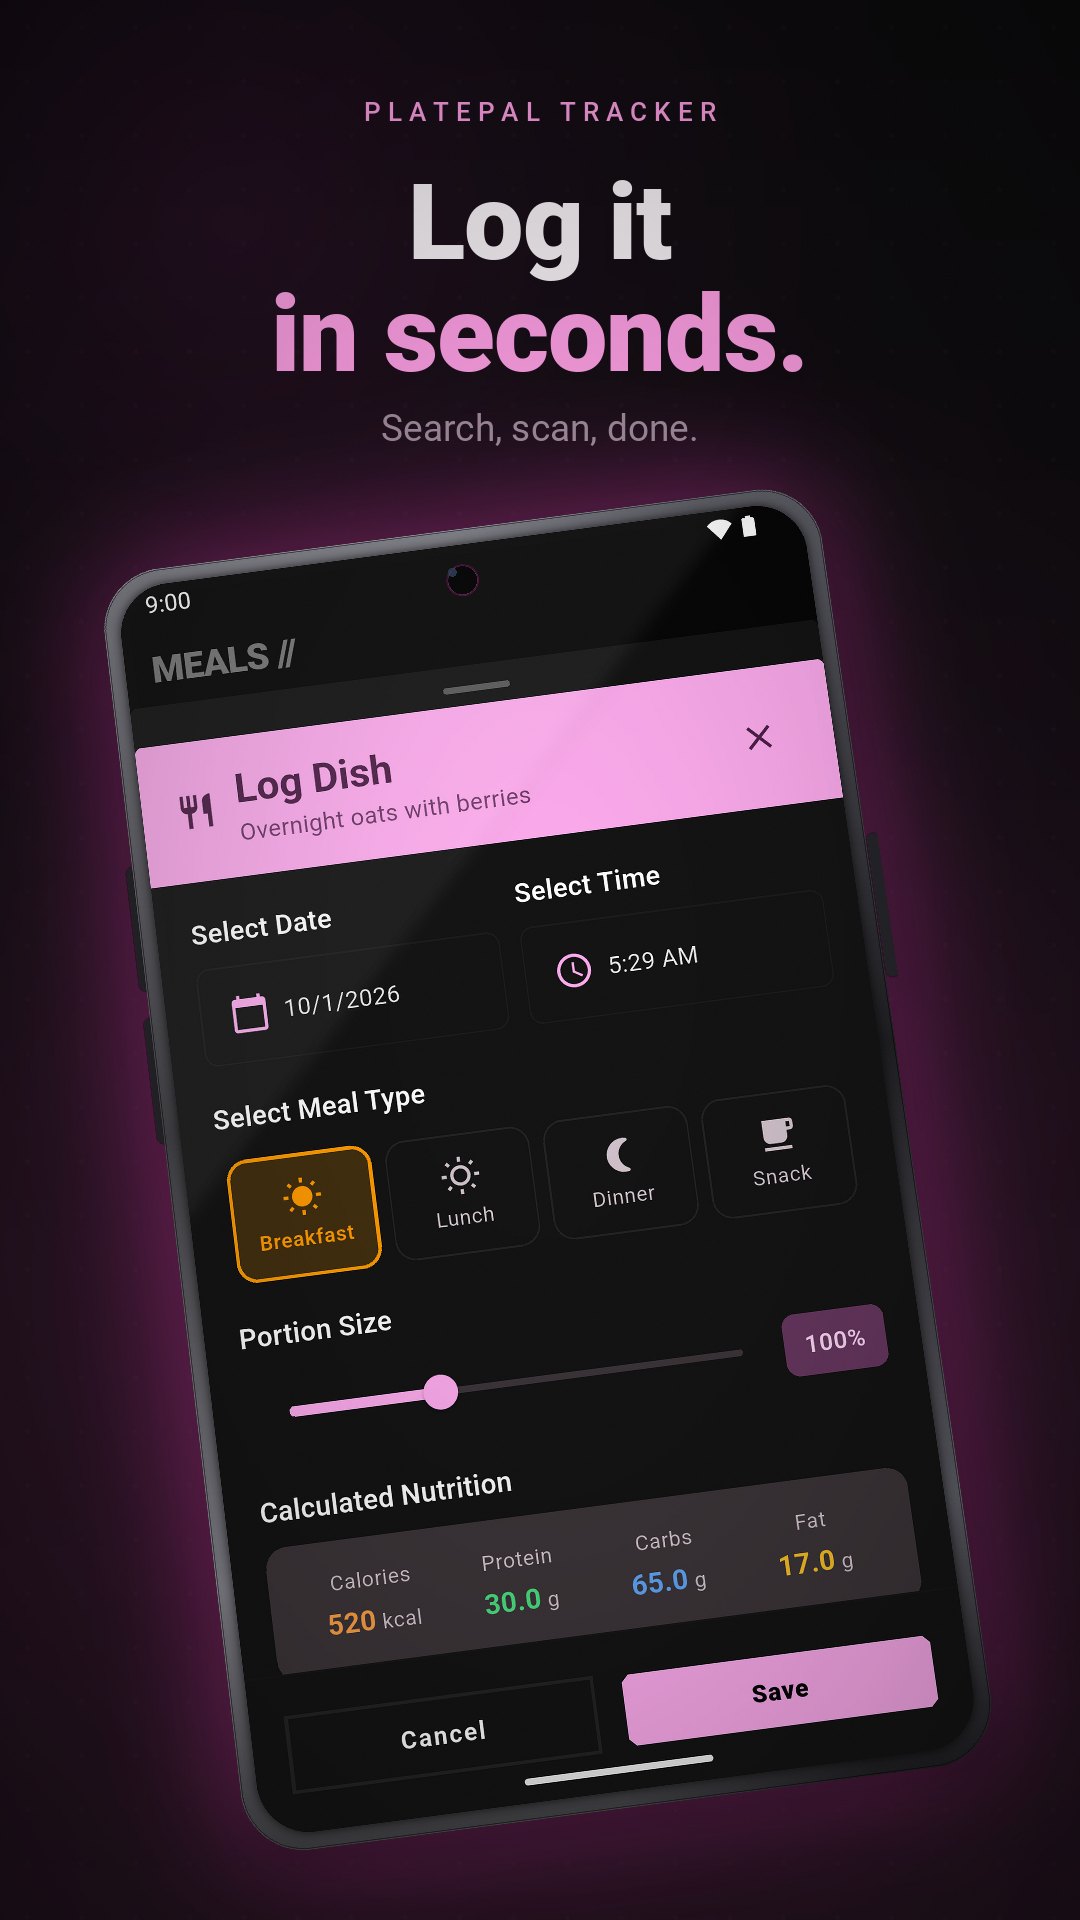 PLATEPAL TRACKER
Log it
in seconds.
Search, scan, done.
9:00
MEALS //
Log Dish
Overnight oats with berries
Select Date
Select Time
10/1/2026
5:29 AM
Select Meal Type
Breakfast
Lunch
Dinner
Snack
Portion Size
100%
Calculated Nutrition
Calories
Protein
Carbs
Fat
520 kcal
30.0 g
65.0 g
17.0 g
Cancel
Save